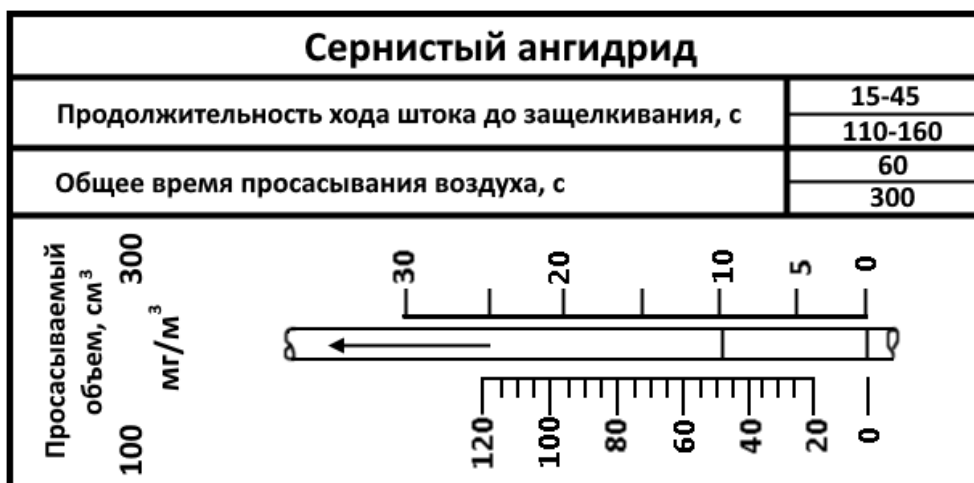 Сернистый ангидрид
Продолжительность хода штока до защелкивания, с
15-45
110-160
Общее время просасывания воздуха, с
60
300
Просасываемый
объем, см³
300
100
мг/м³
30 20 10 5 0
120 100 80 60 40 20 0